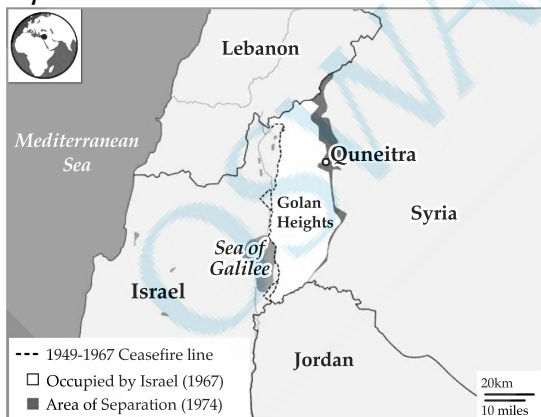 Lebanon
Mediterranean
Sea
Quneitra
Golan
Heights
Syria
Sea of
Galilee
Israel
Jordan
1949-1967 Ceasefire line
Occupied by Israel (1967)
Area of Separation (1974)
20km
10 miles